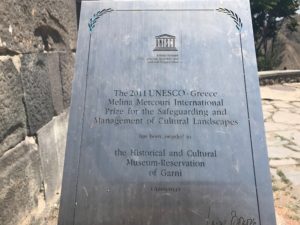 The 2011 UNESCO-Greece
Melina Mercouri International
Prize for the Safeguarding and
Management of Cultural Landscapes
has been awarded to
the Historical and Cultural
Museum-Reservation
of Garni
(Armenia)